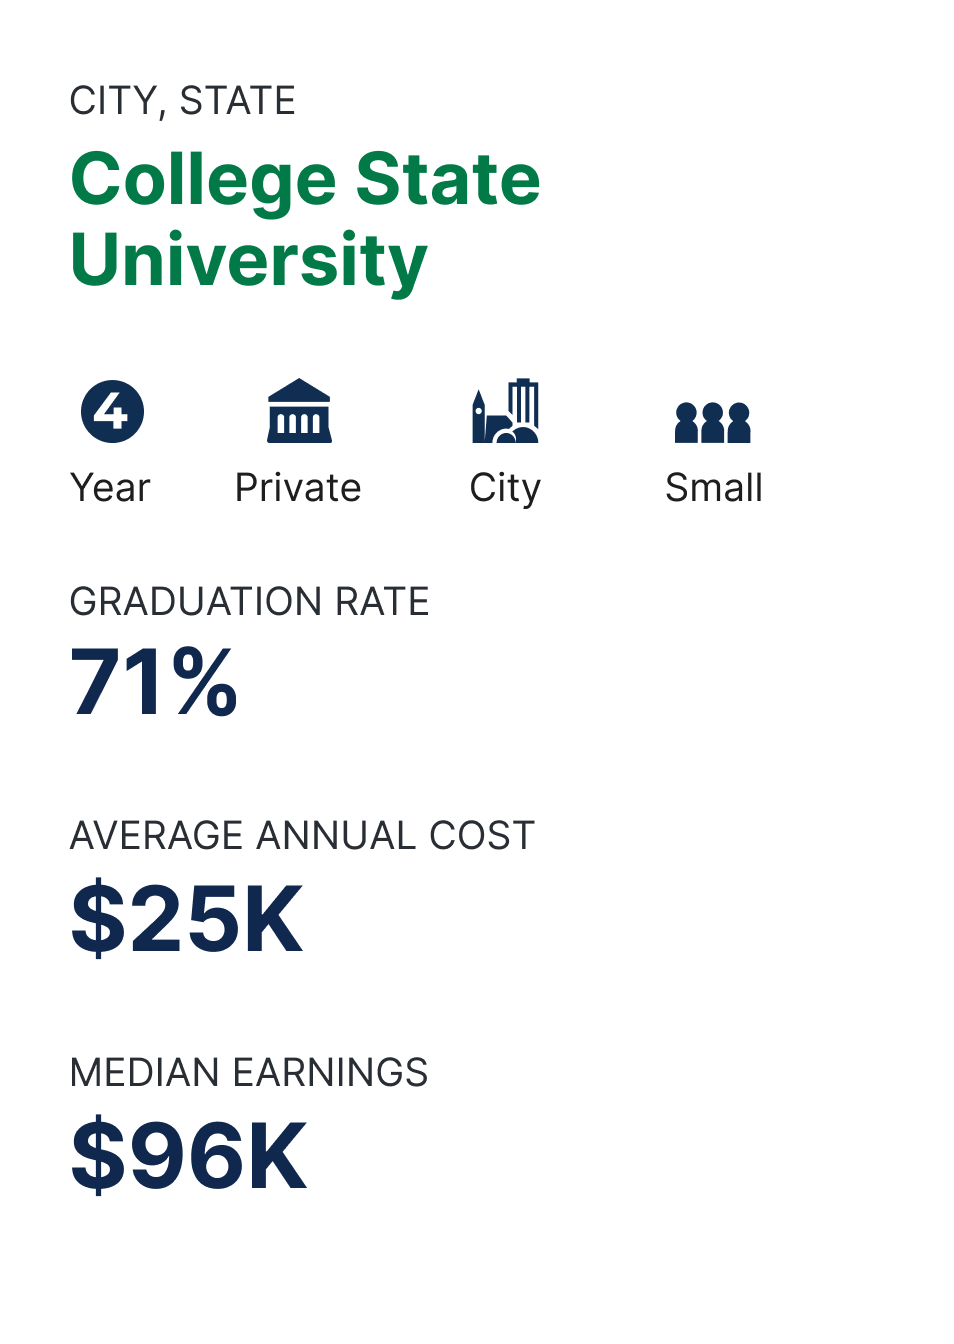 CITY, STATE
College State
University
4
Year Private City Small
GRADUATION RATE
71%
AVERAGE ANNUAL COST
$25K
MEDIAN EARNINGS
$96K